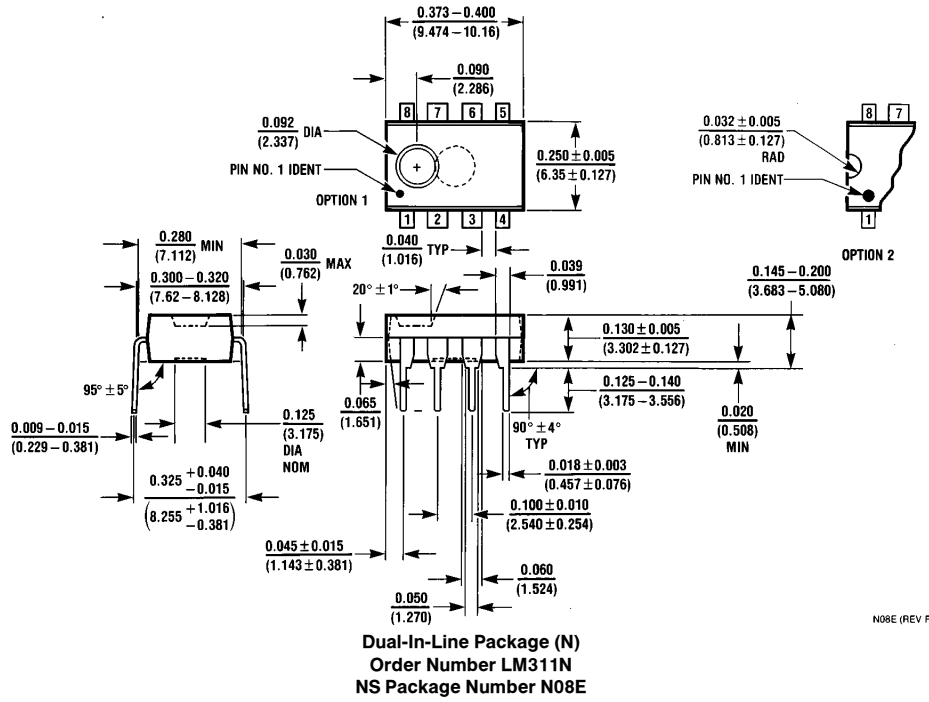 0.373–0.400
(9.474–10.16)
0.090
(2.286)
8 7 6 5
0.092 DIA
(2.337)
PIN NO. 1 IDENT
OPTION 1
1 2 3 4
0.250 ± 0.005
(6.35 ± 0.127)
0.032 ± 0.005
(0.813 ± 0.127)
RAD
PIN NO. 1 IDENT
8 7
1
OPTION 2
0.280 MIN
(7.112)
0.300–0.320
(7.62–8.128)
0.030 MAX
(0.762)
0.040 TYP
(1.016)
0.039
(0.991)
20° ±1°
0.145–0.200
(3.683–5.080)
0.130 ± 0.005
(3.302 ± 0.127)
0.125–0.140
(3.175–3.556)
0.020
(0.508)
MIN
95° ±5°
0.009–0.015
(0.229–0.381)
0.125
(3.175)
DIA
NOM
0.065
(1.651)
90° ±4°
TYP
0.325 +0.040
−0.015
(8.255 +1.016
−0.381)
0.018 ± 0.003
(0.457 ± 0.076)
0.100 ± 0.010
(2.540 ± 0.254)
0.045 ± 0.015
(1.143 ± 0.381)
0.060
(1.524)
0.050
(1.270)
N08E (REV F
Dual-In-Line Package (N)
Order Number LM311N
NS Package Number N08E